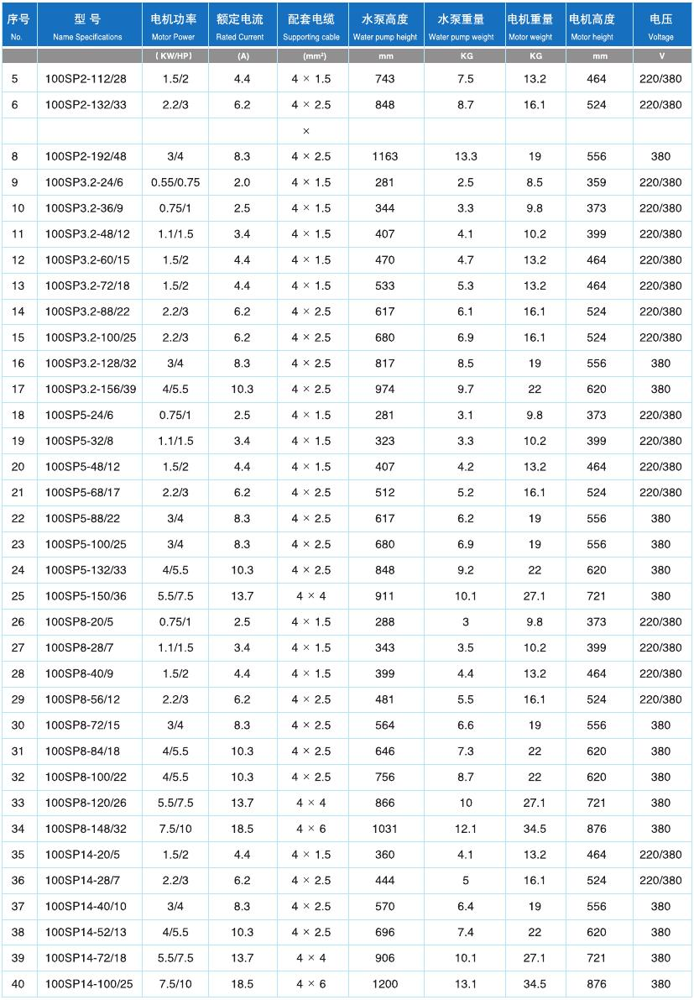 序号 型 号 电机功率 额定电流 配套电缆 水泵高度 水泵重量 电机重量 电机高度 电压
No. Name Specifications Motor Power Rated Current Supporting cable Water pump height Water pump weight Motor weight Motor height Voltage
(KW/HP) (A) (mm²) mm KG KG mm V
5 100SP2-112/28 1.5/2 4.4 4 × 1.5 743 7.5 13.2 464 220/380
6 100SP2-132/33 2.2/3 6.2 4 × 2.5 848 8.7 16.1 524 220/380
×
8 100SP2-192/48 3/4 8.3 4 × 2.5 1163 13.3 19 556 380
9 100SP3.2-24/6 0.55/0.75 2.0 4 × 1.5 281 2.5 8.5 359 220/380
10 100SP3.2-36/9 0.75/1 2.5 4 × 1.5 344 3.3 9.8 373 220/380
11 100SP3.2-48/12 1.1/1.5 3.4 4 × 1.5 407 4.1 10.2 399 220/380
12 100SP3.2-60/15 1.5/2 4.4 4 × 1.5 470 4.7 13.2 464 220/380
13 100SP3.2-72/18 1.5/2 4.4 4 × 1.5 533 5.3 13.2 464 220/380
14 100SP3.2-88/22 2.2/3 6.2 4 × 2.5 617 6.1 16.1 524 220/380
15 100SP3.2-100/25 2.2/3 6.2 4 × 2.5 680 6.9 16.1 524 220/380
16 100SP3.2-128/32 3/4 8.3 4 × 2.5 817 8.5 19 556 380
17 100SP3.2-156/39 4/5.5 10.3 4 × 2.5 974 9.7 22 620 380
18 100SP5-24/6 0.75/1 2.5 4 × 1.5 281 3.1 9.8 373 220/380
19 100SP5-32/8 1.1/1.5 3.4 4 × 1.5 323 3.3 10.2 399 220/380
20 100SP5-48/12 1.5/2 4.4 4 × 1.5 407 4.2 13.2 464 220/380
21 100SP5-68/17 2.2/3 6.2 4 × 2.5 512 5.2 16.1 524 220/380
22 100SP5-88/22 3/4 8.3 4 × 2.5 617 6.2 19 556 380
23 100SP5-100/25 3/4 8.3 4 × 2.5 680 6.9 19 556 380
24 100SP5-132/33 4/5.5 10.3 4 × 2.5 848 9.2 22 620 380
25 100SP5-150/36 5.5/7.5 13.7 4 × 4 911 10.1 27.1 721 380
26 100SP8-20/5 0.75/1 2.5 4 × 1.5 288 3 9.8 373 220/380
27 100SP8-28/7 1.1/1.5 3.4 4 × 1.5 343 3.5 10.2 399 220/380
28 100SP8-40/9 1.5/2 4.4 4 × 1.5 399 4.4 13.2 464 220/380
29 100SP8-56/12 2.2/3 6.2 4 × 2.5 481 5.5 16.1 524 220/380
30 100SP8-72/15 3/4 8.3 4 × 2.5 564 6.6 19 556 380
31 100SP8-84/18 4/5.5 10.3 4 × 2.5 646 7.3 22 620 380
32 100SP8-100/22 4/5.5 10.3 4 × 2.5 756 8.7 22 620 380
33 100SP8-120/26 5.5/7.5 13.7 4 × 4 866 10 27.1 721 380
34 100SP8-148/32 7.5/10 18.5 4 × 6 1031 12.1 34.5 876 380
35 100SP14-20/5 1.5/2 4.4 4 × 1.5 360 4.1 13.2 464 220/380
36 100SP14-28/7 2.2/3 6.2 4 × 2.5 444 5 16.1 524 220/380
37 100SP14-40/10 3/4 8.3 4 × 2.5 570 6.4 19 556 380
38 100SP14-52/13 4/5.5 10.3 4 × 2.5 696 7.4 22 620 380
39 100SP14-72/18 5.5/7.5 13.7 4 × 4 906 10.1 27.1 721 380
40 100SP14-100/25 7.5/10 18.5 4 × 6 1200 13.1 34.5 876 380